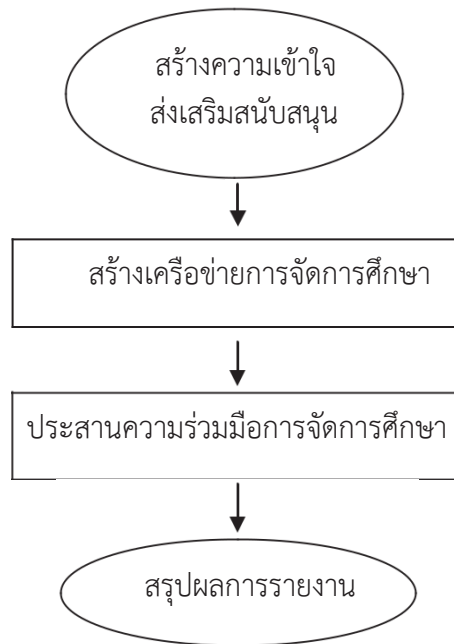 สร้างความเข้าใจ
ส่งเสริมสนับสนุน
สร้างเครือข่ายการจัดการศึกษา
ประสานความร่วมมือการจัดการศึกษา
สรุปผลการรายงาน